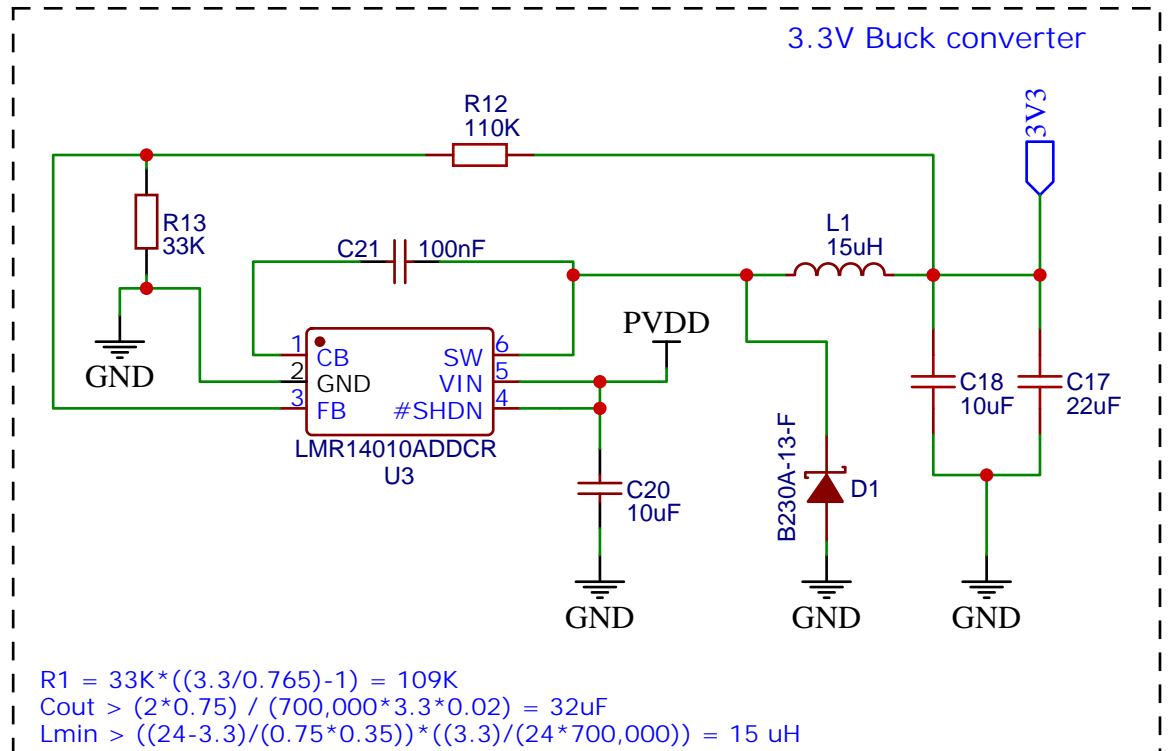 3.3V Buck converter
3V3
R12
110K
R13
33K
L1
15uH
C21
100nF
PVDD
GND
1
CB
SW
6
2
GND
VIN
5
3
FB
#SHDN
4
LMR14010ADDCR
U3
C18
10uF
C17
22uF
C20
10uF
B230A-13-F
D1
GND
GND
GND
R1 = 33K*((3.3/0.765)-1) = 109K
Cout > (2*0.75) / (700,000*3.3*0.02) = 32uF
Lmin > ((24-3.3)/(0.75*0.35))*((3.3)/(24*700,000)) = 15 uH